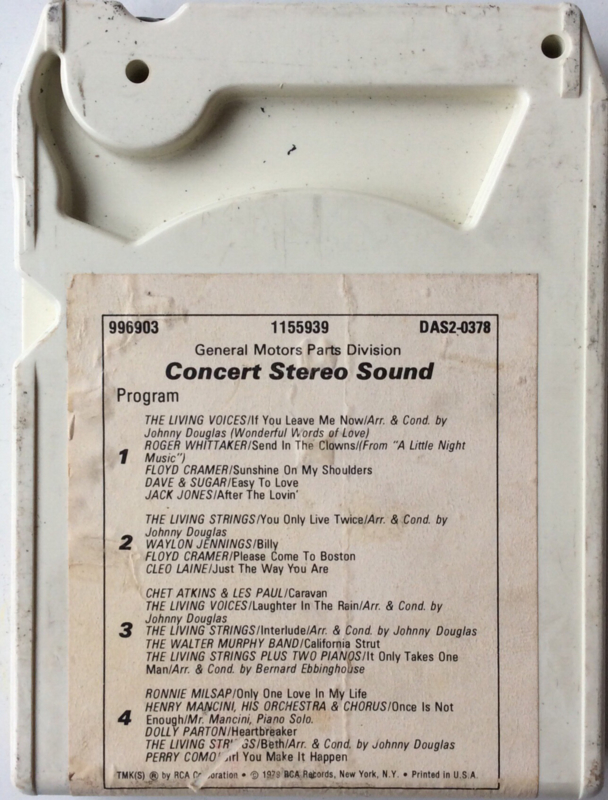 996903 1155939 DAS2-0378
General Motors Parts Division
Concert Stereo Sound
Program
THE LIVING VOICES/If You Leave Me Now/Arr. & Cond. by
Johnny Douglas (Wonderful Words of Love)
ROGER WHITTAKER/Send In The Clowns/(From "A Little Night
1 Music")
FLOYD CRAMER/Sunshine On My Shoulders
DAVE & SUGAR/Easy To Love
JACK JONES/After The Lovin'
THE LIVING STRINGS/You Only Live Twice/Arr. & Cond. by
Johnny Douglas
2 WAYLON JENNINGS/Billy
FLOYD CRAMER/Please Come To Boston
CLEO LAINE/Just The Way You Are
CHET ATKINS & LES PAUL/Caravan
THE LIVING VOICES/Laughter In The Rain/Arr. & Cond. by
Johnny Douglas
3 THE LIVING STRINGS/Interlude/Arr. & Cond. by Johnny Douglas
THE WALTER MURPHY BAND/California Strut
THE LIVING STRINGS PLUS TWO PIANOS/It Only Takes One
Man/Arr. & Cond. by Bernard Ebbinghouse
RONNIE MILSAP/Only One Love In My Life
HENRY MANCINI, HIS ORCHESTRA & CHORUS/Once Is Not
4 Enough/Mr. Mancini, Piano Solo.
DOLLY PARTON/Heartbreaker
THE LIVING /Beth/Arr. & Cond. by Johnny Douglas
PERRY COMO You Make It Happen
TMK(S) ® by RCA • © RCA Records, New York, N.Y. • Printed in U.S.A.